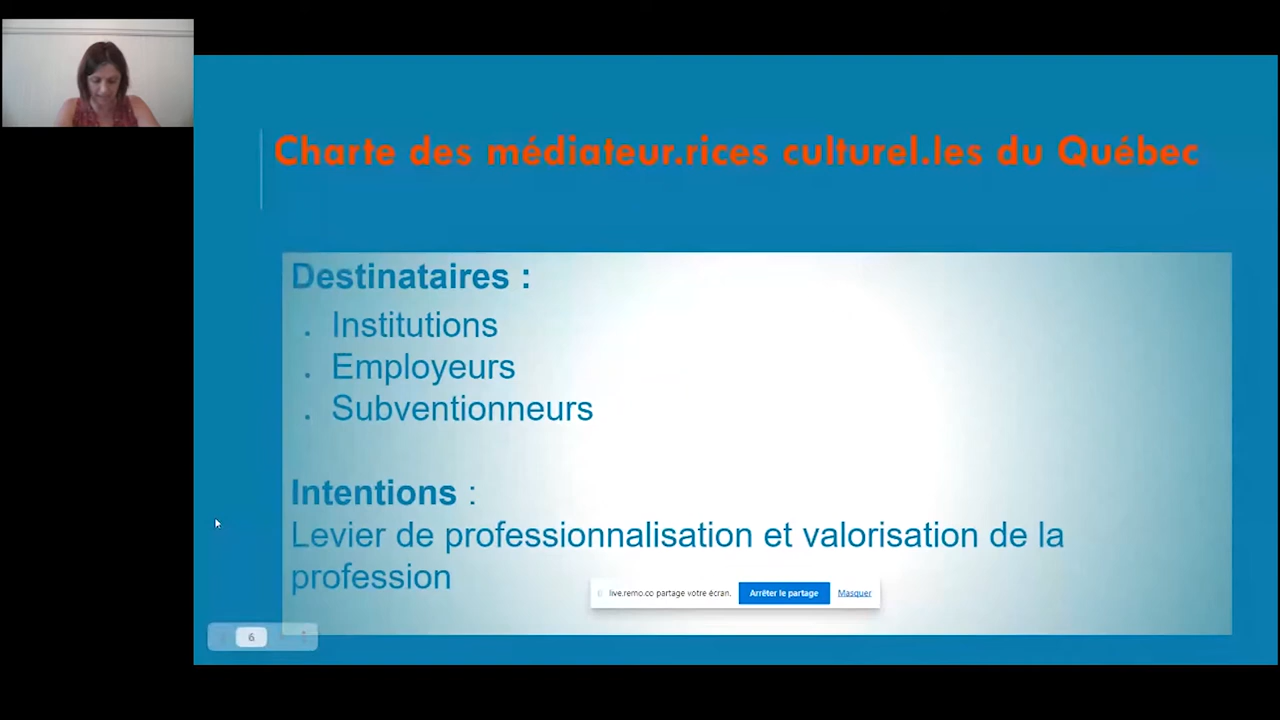 Charte des médiateur.rices culturel.les du Québec
Destinataires :
. Institutions
. Employeurs
. Subventionneurs
Intentions :
Levier de professionnalisation et valorisation de la
profession
live.remo.co partage votre écran. Arrêter le partage Masquer
6